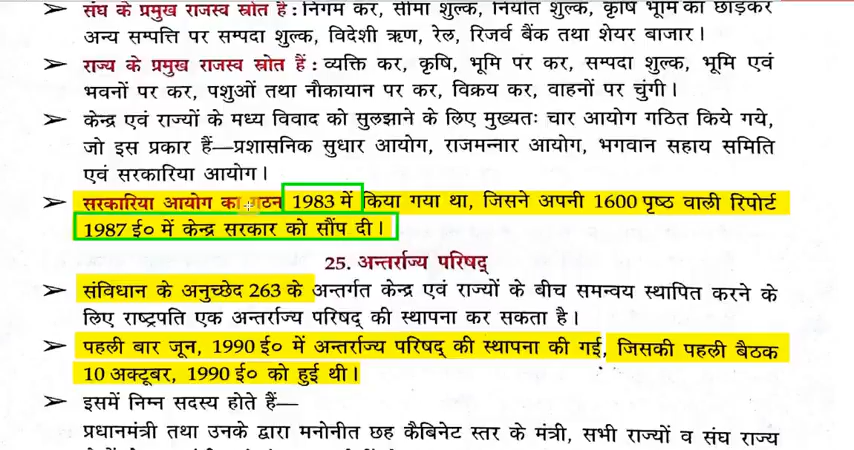 ➢ संघ के प्रमुख राजस्व स्रोत हैं : निगम कर, सीमा शुल्क, निर्यात शुल्क, कृषि भूमि को छोड़कर
अन्य सम्पत्ति पर सम्पदा शुल्क, विदेशी ऋण, रेल, रिजर्व बैंक तथा शेयर बाजार।
➢ राज्य के प्रमुख राजस्व स्रोत हैं : व्यक्ति कर, कृषि, भूमि पर कर, सम्पदा शुल्क, भूमि एवं
भवनों पर कर, पशुओं तथा नौकायान पर कर, विक्रय कर, वाहनों पर चुंगी।
➢ केन्द्र एवं राज्यों के मध्य विवाद को सुलझाने के लिए मुख्यतः चार आयोग गठित किये गये,
जो इस प्रकार हैं—प्रशासनिक सुधार आयोग, राजमन्नार आयोग, भगवान सहाय समिति
एवं सरकारिया आयोग।
➢ सरकारिया आयोग का गठन 1983 में किया गया था, जिसने अपनी 1600 पृष्ठ वाली रिपोर्ट
1987 ई० में केन्द्र सरकार को सौंप दी।
25. अन्तर्राज्य परिषद्
➢ संविधान के अनुच्छेद 263 के अन्तर्गत केन्द्र एवं राज्यों के बीच समन्वय स्थापित करने के
लिए राष्ट्रपति एक अन्तर्राज्य परिषद् की स्थापना कर सकता है।
➢ पहली बार जून, 1990 ई० में अन्तर्राज्य परिषद् की स्थापना की गई, जिसकी पहली बैठक
10 अक्टूबर, 1990 ई० को हुई थी।
➢ इसमें निम्न सदस्य होते हैं—
प्रधानमंत्री तथा उनके द्वारा मनोनीत छह कैबिनेट स्तर के मंत्री, सभी राज्यों व संघ राज्य